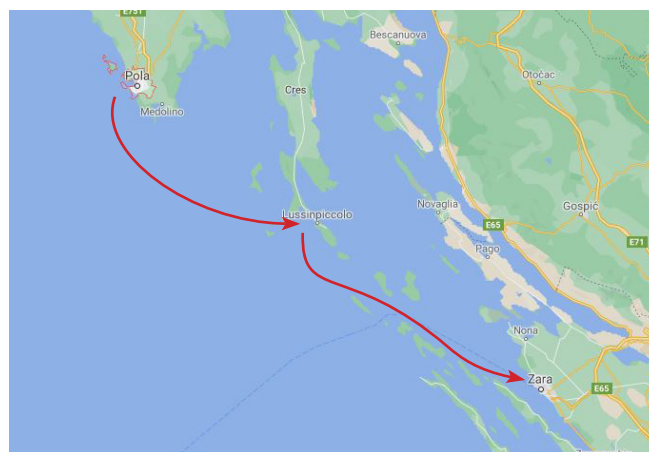 E751
Bescanuova
Pola
Otočac
Cres
Medolino
Novaglia
Gospić
Lussinpiccolo
E65
E71
Pago
Nona
Zara
E65